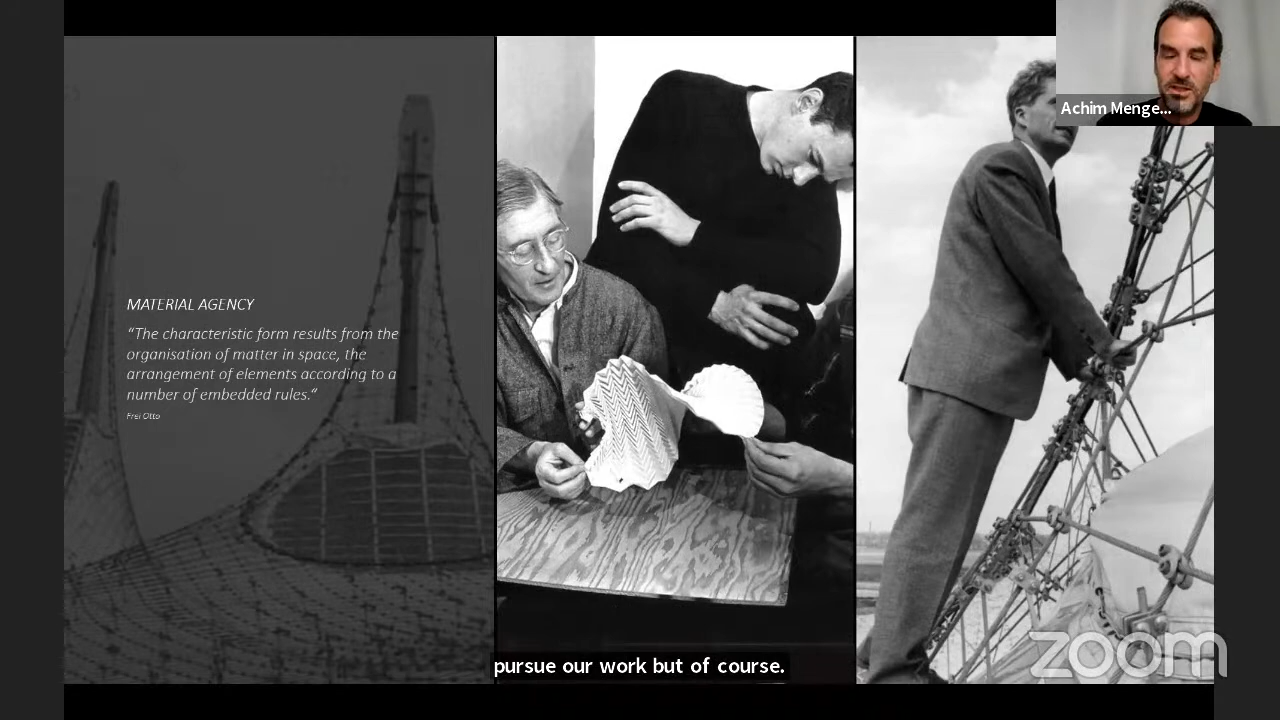 Achim Menge...
MATERIAL AGENCY
“The characteristic form results from the
organisation of matter in space, the
arrangement of elements according to a
number of embedded rules.“
Frei Otto
pursue our work but of course.
zoom